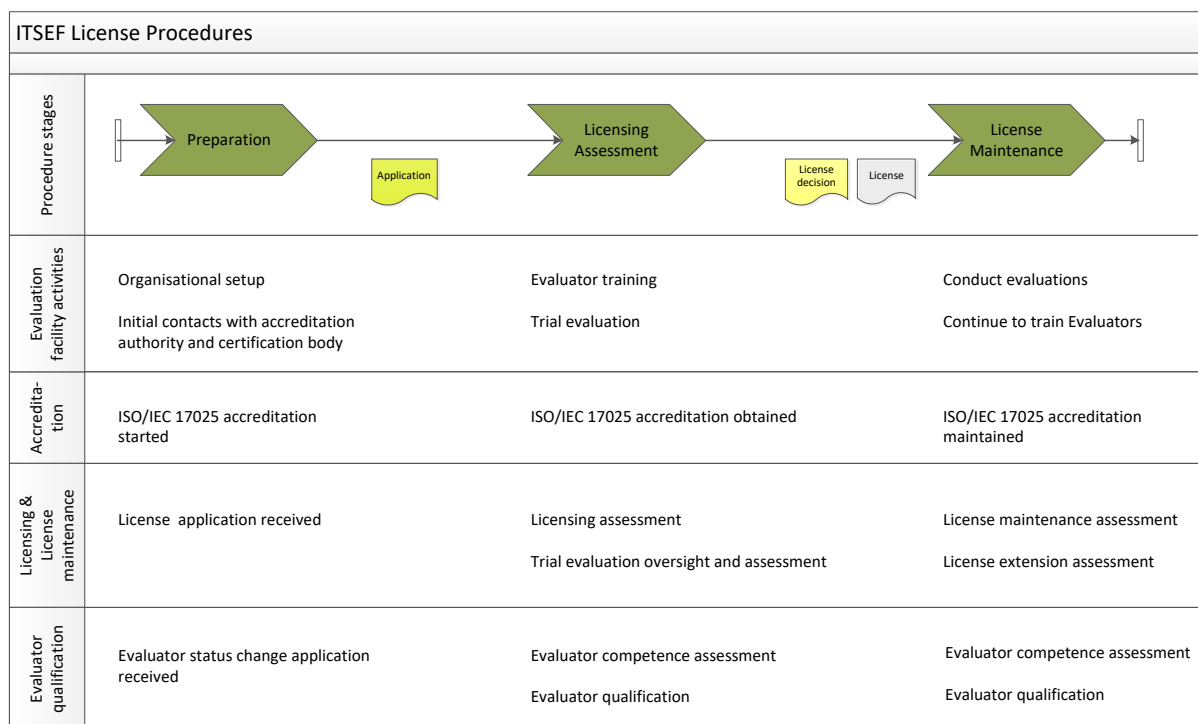 ITSEF License Procedures
Procedure stages
Preparation
Licensing
Assessment
License
Maintenance
Application
License
decision
License
Evaluation
facility activities
Organisational setup
Initial contacts with accreditation
authority and certification body
Evaluator training
Trial evaluation
Conduct evaluations
Continue to train Evaluators
Accredita-
tion
ISO/IEC 17025 accreditation
started
ISO/IEC 17025 accreditation obtained
ISO/IEC 17025 accreditation
maintained
Licensing &
License
maintenance
License  application received
Licensing assessment
Trial evaluation oversight and assessment
License maintenance assessment
License extension assessment
Evaluator
qualification
Evaluator status change application
received
Evaluator competence assessment
Evaluator qualification
Evaluator competence assessment
Evaluator qualification